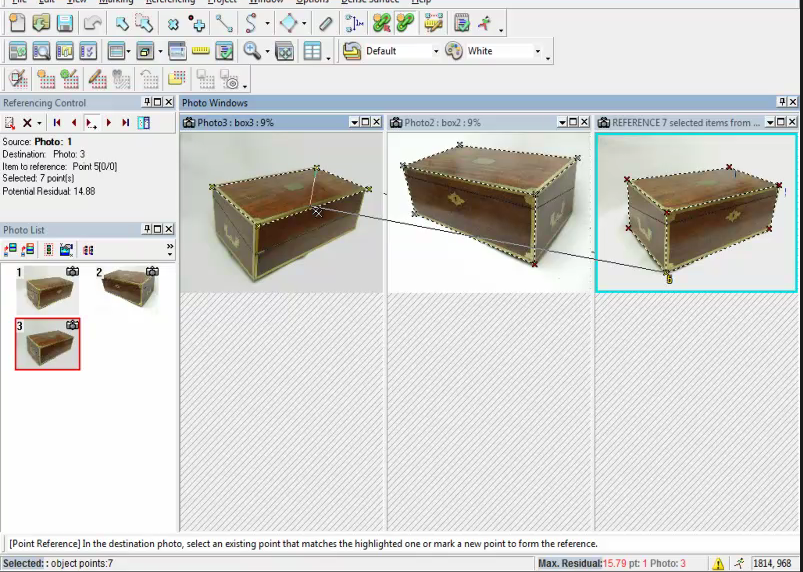 File Edit View Marking Referencing Project Window Options Dense Surface Help
Default White
Referencing Control
Source: Photo: 1
Destination: Photo: 3
Item to reference: Point 5[0/0]
Selected: 7 point(s)
Potential Residual: 14.88
Photo List
1 2
3
Photo Windows
Photo3 : box3 : 9% Photo2 : box2 : 9% REFERENCE 7 selected items from ...
[Point Reference] In the destination photo, select an existing point that matches the highlighted one or mark a new point to form the reference.
Selected: : object points:7 Max. Residual:15.79 pt: 1 Photo: 3 1814, 968